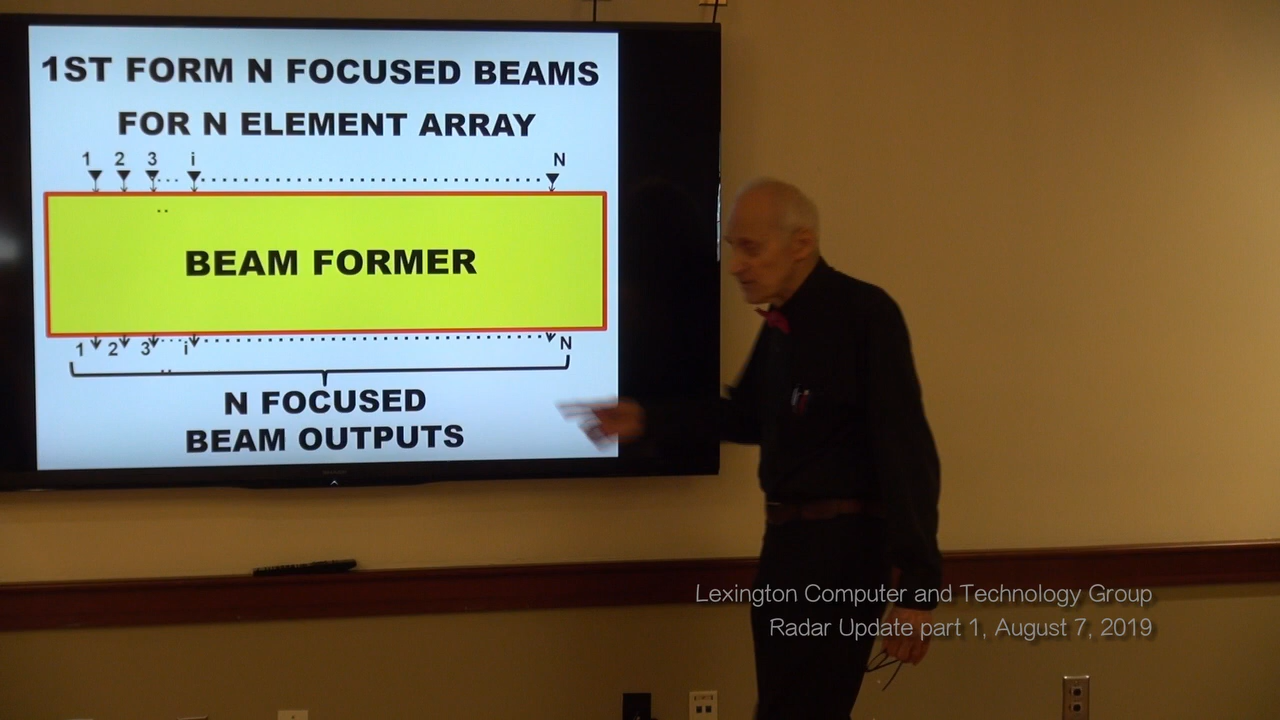 1ST FORM N FOCUSED BEAMS
FOR N ELEMENT ARRAY
1 2 3 i N
BEAM FORMER
1 2 3 i N
N FOCUSED
BEAM OUTPUTS
Lexington Computer and Technology Group
Radar Update part 1, August 7, 2019